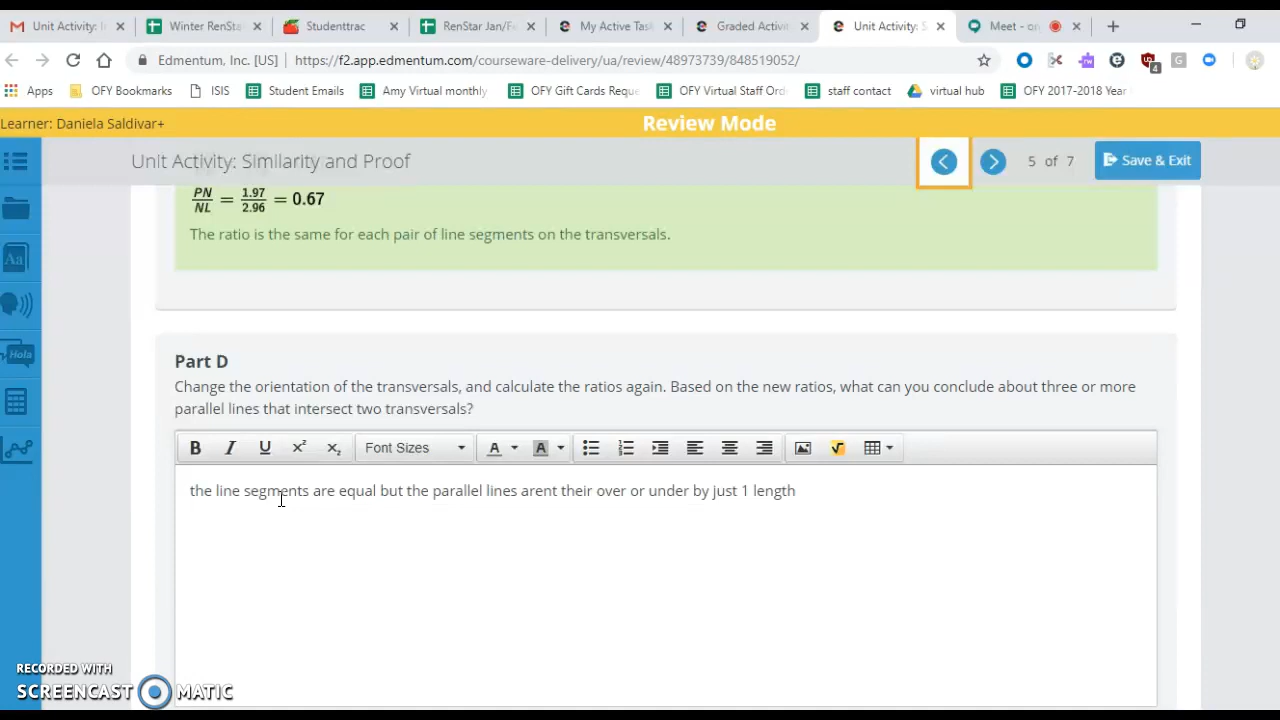 Unit Activity: I
Winter RenSta
Studenttrac
RenStar Jan/F
My Active Tas
Graded Activi
Unit Activity: S
Meet - o
Edmentum, Inc. [US]
https://f2.app.edmentum.com/courseware-delivery/ua/review/48973739/848519052/
Apps
OFY Bookmarks
ISIS
Student Emails
Amy Virtual monthly
OFY Gift Cards Reque
OFY Virtual Staff Ord
staff contact
virtual hub
OFY 2017-2018 Year
Learner: Daniela Saldivar+
Review Mode
Unit Activity: Similarity and Proof
5 of 7
Save & Exit
PN/NL = 1.97/2.96 = 0.67
The ratio is the same for each pair of line segments on the transversals.
Aa
Hola
Part D
Change the orientation of the transversals, and calculate the ratios again. Based on the new ratios, what can you conclude about three or more
parallel lines that intersect two transversals?
B I U x² x₂ Font Sizes A A
the line segments are equal but the parallel lines arent their over or under by just 1 length
RECORDED WITH
SCREENCAST MATIC